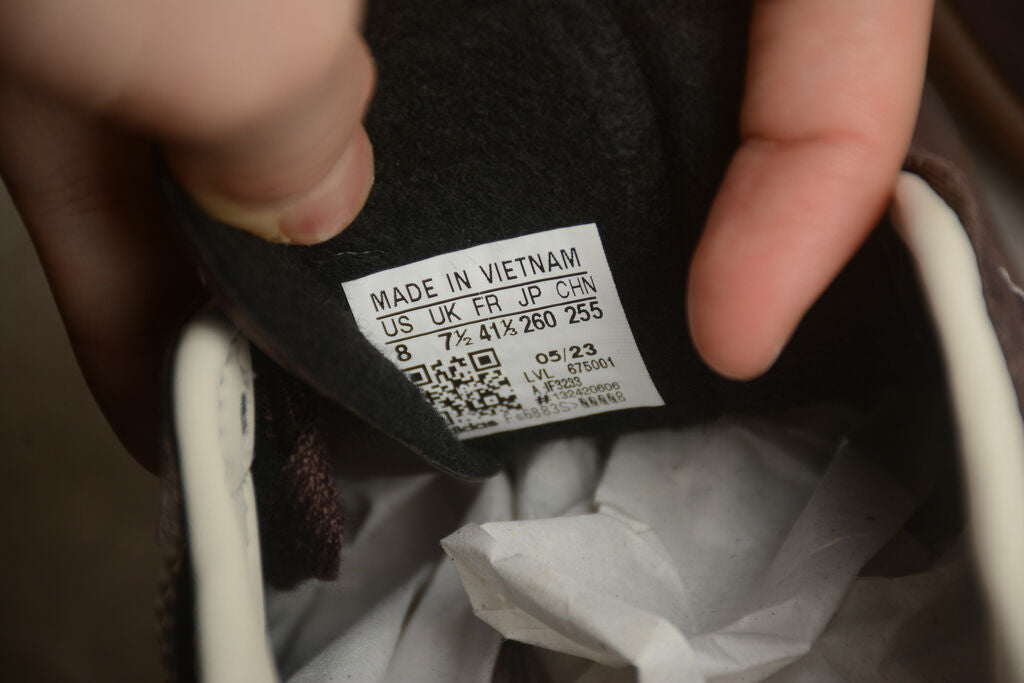 MADE IN VIETNAM
US UK FR JP CHN
8 7½ 41⅓ 260 255
05/23
LVL 675001
A JF3233
#132420606